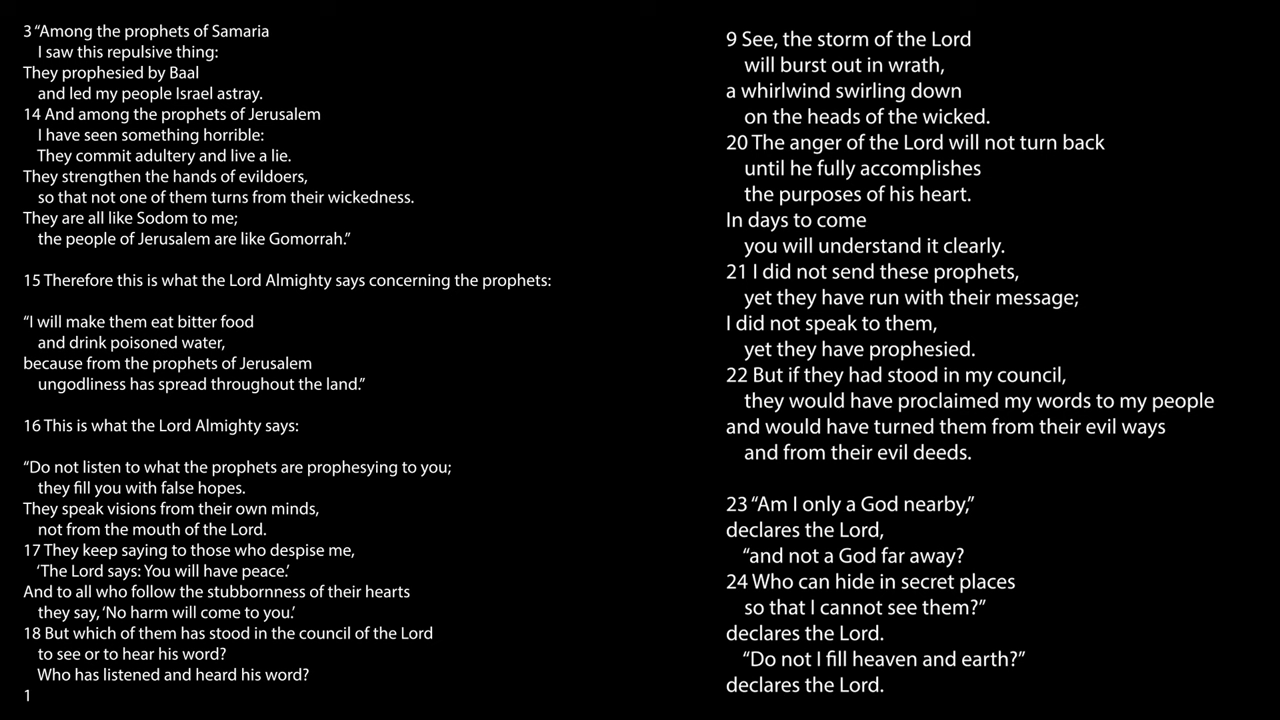 3 “Among the prophets of Samaria
I saw this repulsive thing:
They prophesied by Baal
and led my people Israel astray.
14 And among the prophets of Jerusalem
I have seen something horrible:
They commit adultery and live a lie.
They strengthen the hands of evildoers,
so that not one of them turns from their wickedness.
They are all like Sodom to me;
the people of Jerusalem are like Gomorrah.”
15 Therefore this is what the Lord Almighty says concerning the prophets:
“I will make them eat bitter food
and drink poisoned water,
because from the prophets of Jerusalem
ungodliness has spread throughout the land.”
16 This is what the Lord Almighty says:
“Do not listen to what the prophets are prophesying to you;
they fill you with false hopes.
They speak visions from their own minds,
not from the mouth of the Lord.
17 They keep saying to those who despise me,
‘The Lord says: You will have peace.’
And to all who follow the stubbornness of their hearts
they say, ‘No harm will come to you.’
18 But which of them has stood in the council of the Lord
to see or to hear his word?
Who has listened and heard his word?
1
9 See, the storm of the Lord
will burst out in wrath,
a whirlwind swirling down
on the heads of the wicked.
20 The anger of the Lord will not turn back
until he fully accomplishes
the purposes of his heart.
In days to come
you will understand it clearly.
21 I did not send these prophets,
yet they have run with their message;
I did not speak to them,
yet they have prophesied.
22 But if they had stood in my council,
they would have proclaimed my words to my people
and would have turned them from their evil ways
and from their evil deeds.
23 “Am I only a God nearby,”
declares the Lord,
“and not a God far away?
24 Who can hide in secret places
so that I cannot see them?”
declares the Lord.
“Do not I fill heaven and earth?”
declares the Lord.